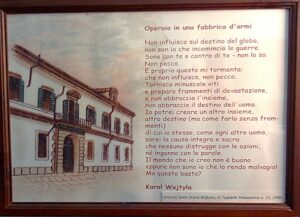 Operaio in una fabbrica d'armi
Non influisco sul destino del globo,
non son io che incomincio le guerre.
Sono con te o contro di te - non lo so.
Non pecco.
E proprio questo mi tormenta:
che non influisco, non pecco.
Tornisco minuscole viti
e preparo frammenti di devastazione,
e non abbraccio l'insieme,
e non abbraccio il destino dell'uomo.
Io potrei creare un altro insieme,
altro destino (ma come farlo senza fram-
menti?)
di cui io stesso, come ogni altro uomo,
sarei la causa integra e sacra
che nessuno distrugge con le azioni,
né inganna con le parole.
Il mondo che io creo non è buono
eppure non sono io che lo rendo malvagio!
Ma questo basta?
Karol Wojtyla